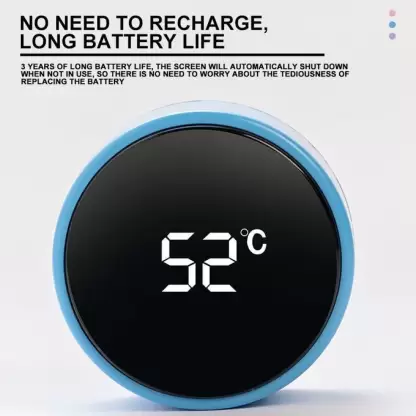 NO NEED TO RECHARGE,
LONG BATTERY LIFE
3 YEARS OF LONG BATTERY LIFE, THE SCREEN WILL AUTOMATICALLY SHUT DOWN
WHEN NOT IN USE, SO THERE IS NO NEED TO WORRY ABOUT THE TEDIOUSNESS OF
REPLACING THE BATTERY
52°C